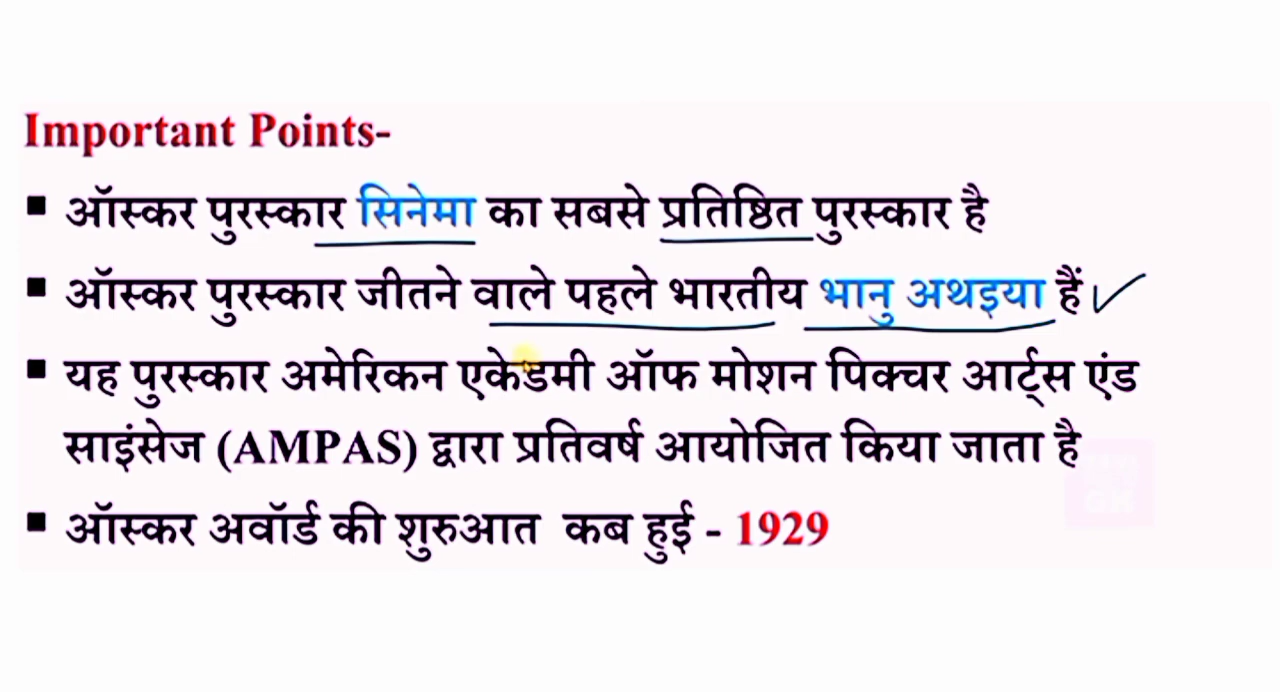 Important Points-
▪ ऑस्कर पुरस्कार सिनेमा का सबसे प्रतिष्ठित पुरस्कार है
▪ ऑस्कर पुरस्कार जीतने वाले पहले भारतीय भानु अथइया हैं
▪ यह पुरस्कार अमेरिकन एकेडमी ऑफ मोशन पिक्चर आर्ट्स एंड
साइंसेज (AMPAS) द्वारा प्रतिवर्ष आयोजित किया जाता है
▪ ऑस्कर अवॉर्ड की शुरुआत कब हुई - 1929